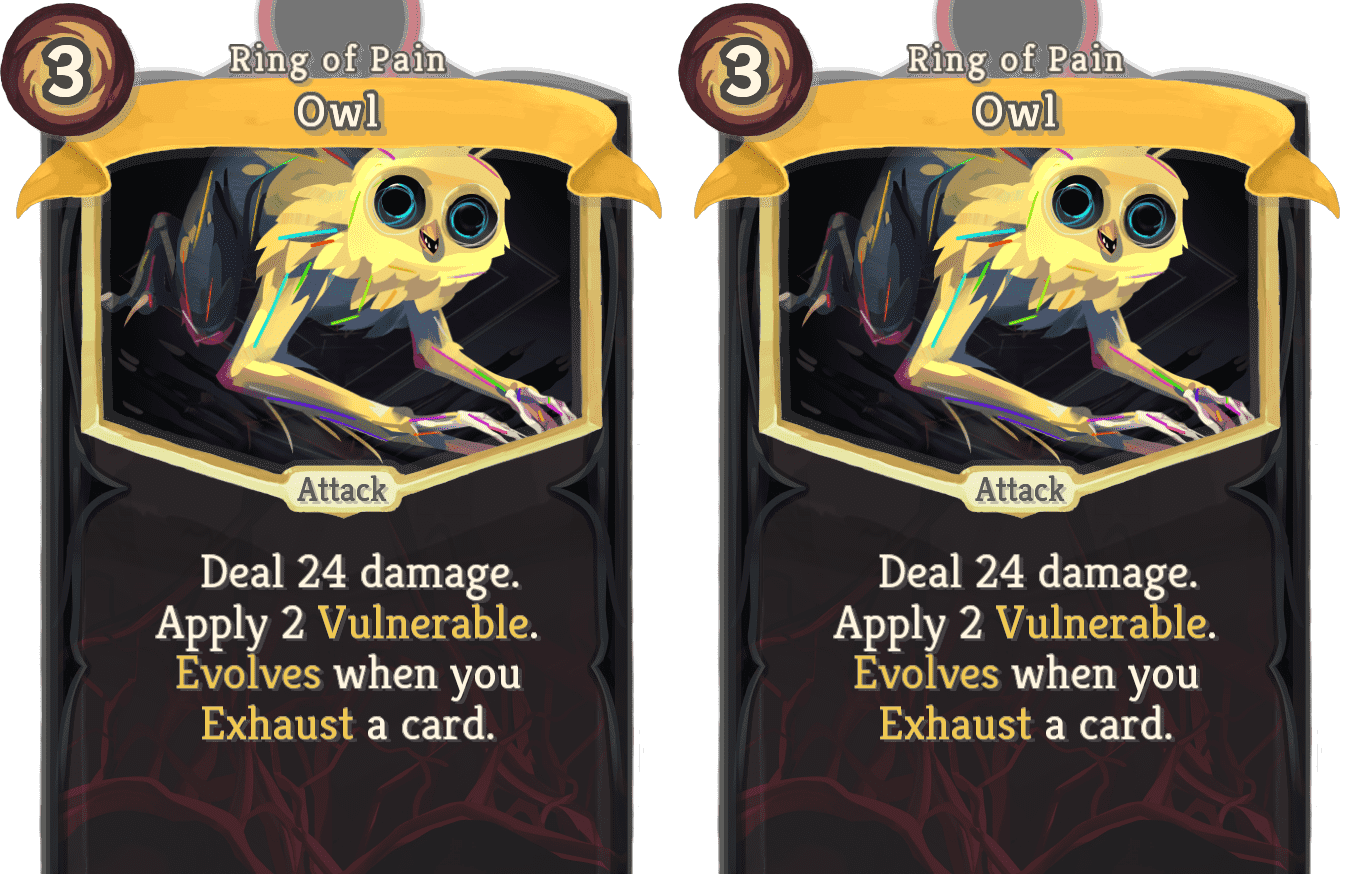 3
Ring of Pain
Owl
Attack
Deal 24 damage.
Apply 2 Vulnerable.
Evolves when you
Exhaust a card.
3
Ring of Pain
Owl
Attack
Deal 24 damage.
Apply 2 Vulnerable.
Evolves when you
Exhaust a card.